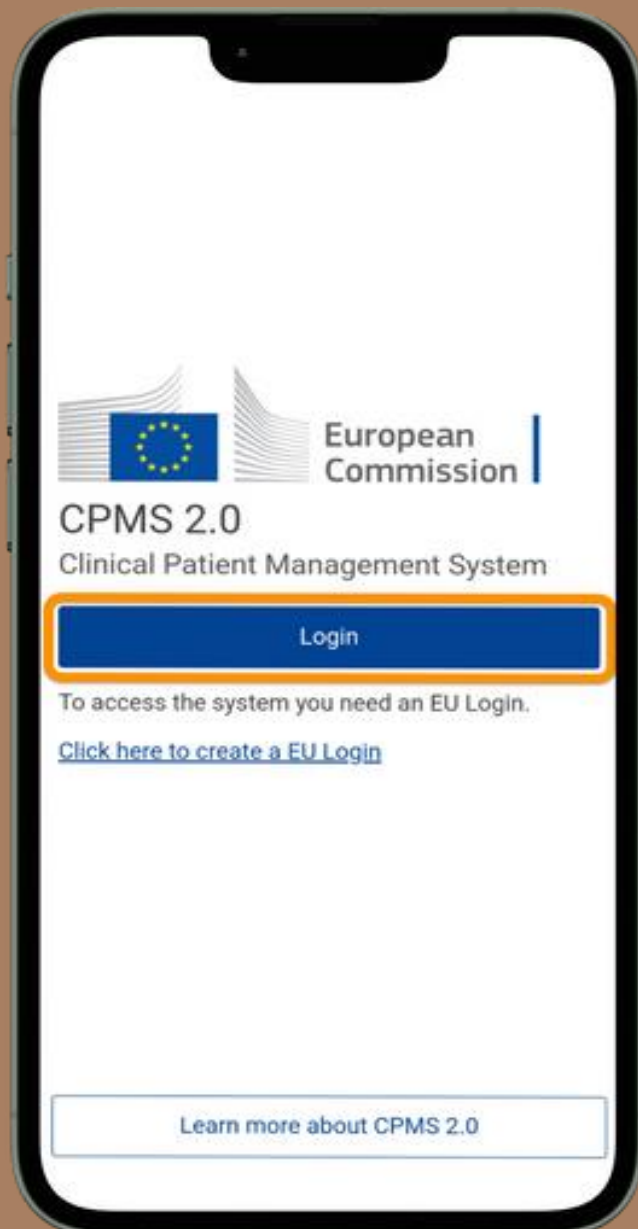 European
Commission
CPMS 2.0
Clinical Patient Management System
Login
To access the system you need an EU Login.
Click here to create a EU Login
Learn more about CPMS 2.0